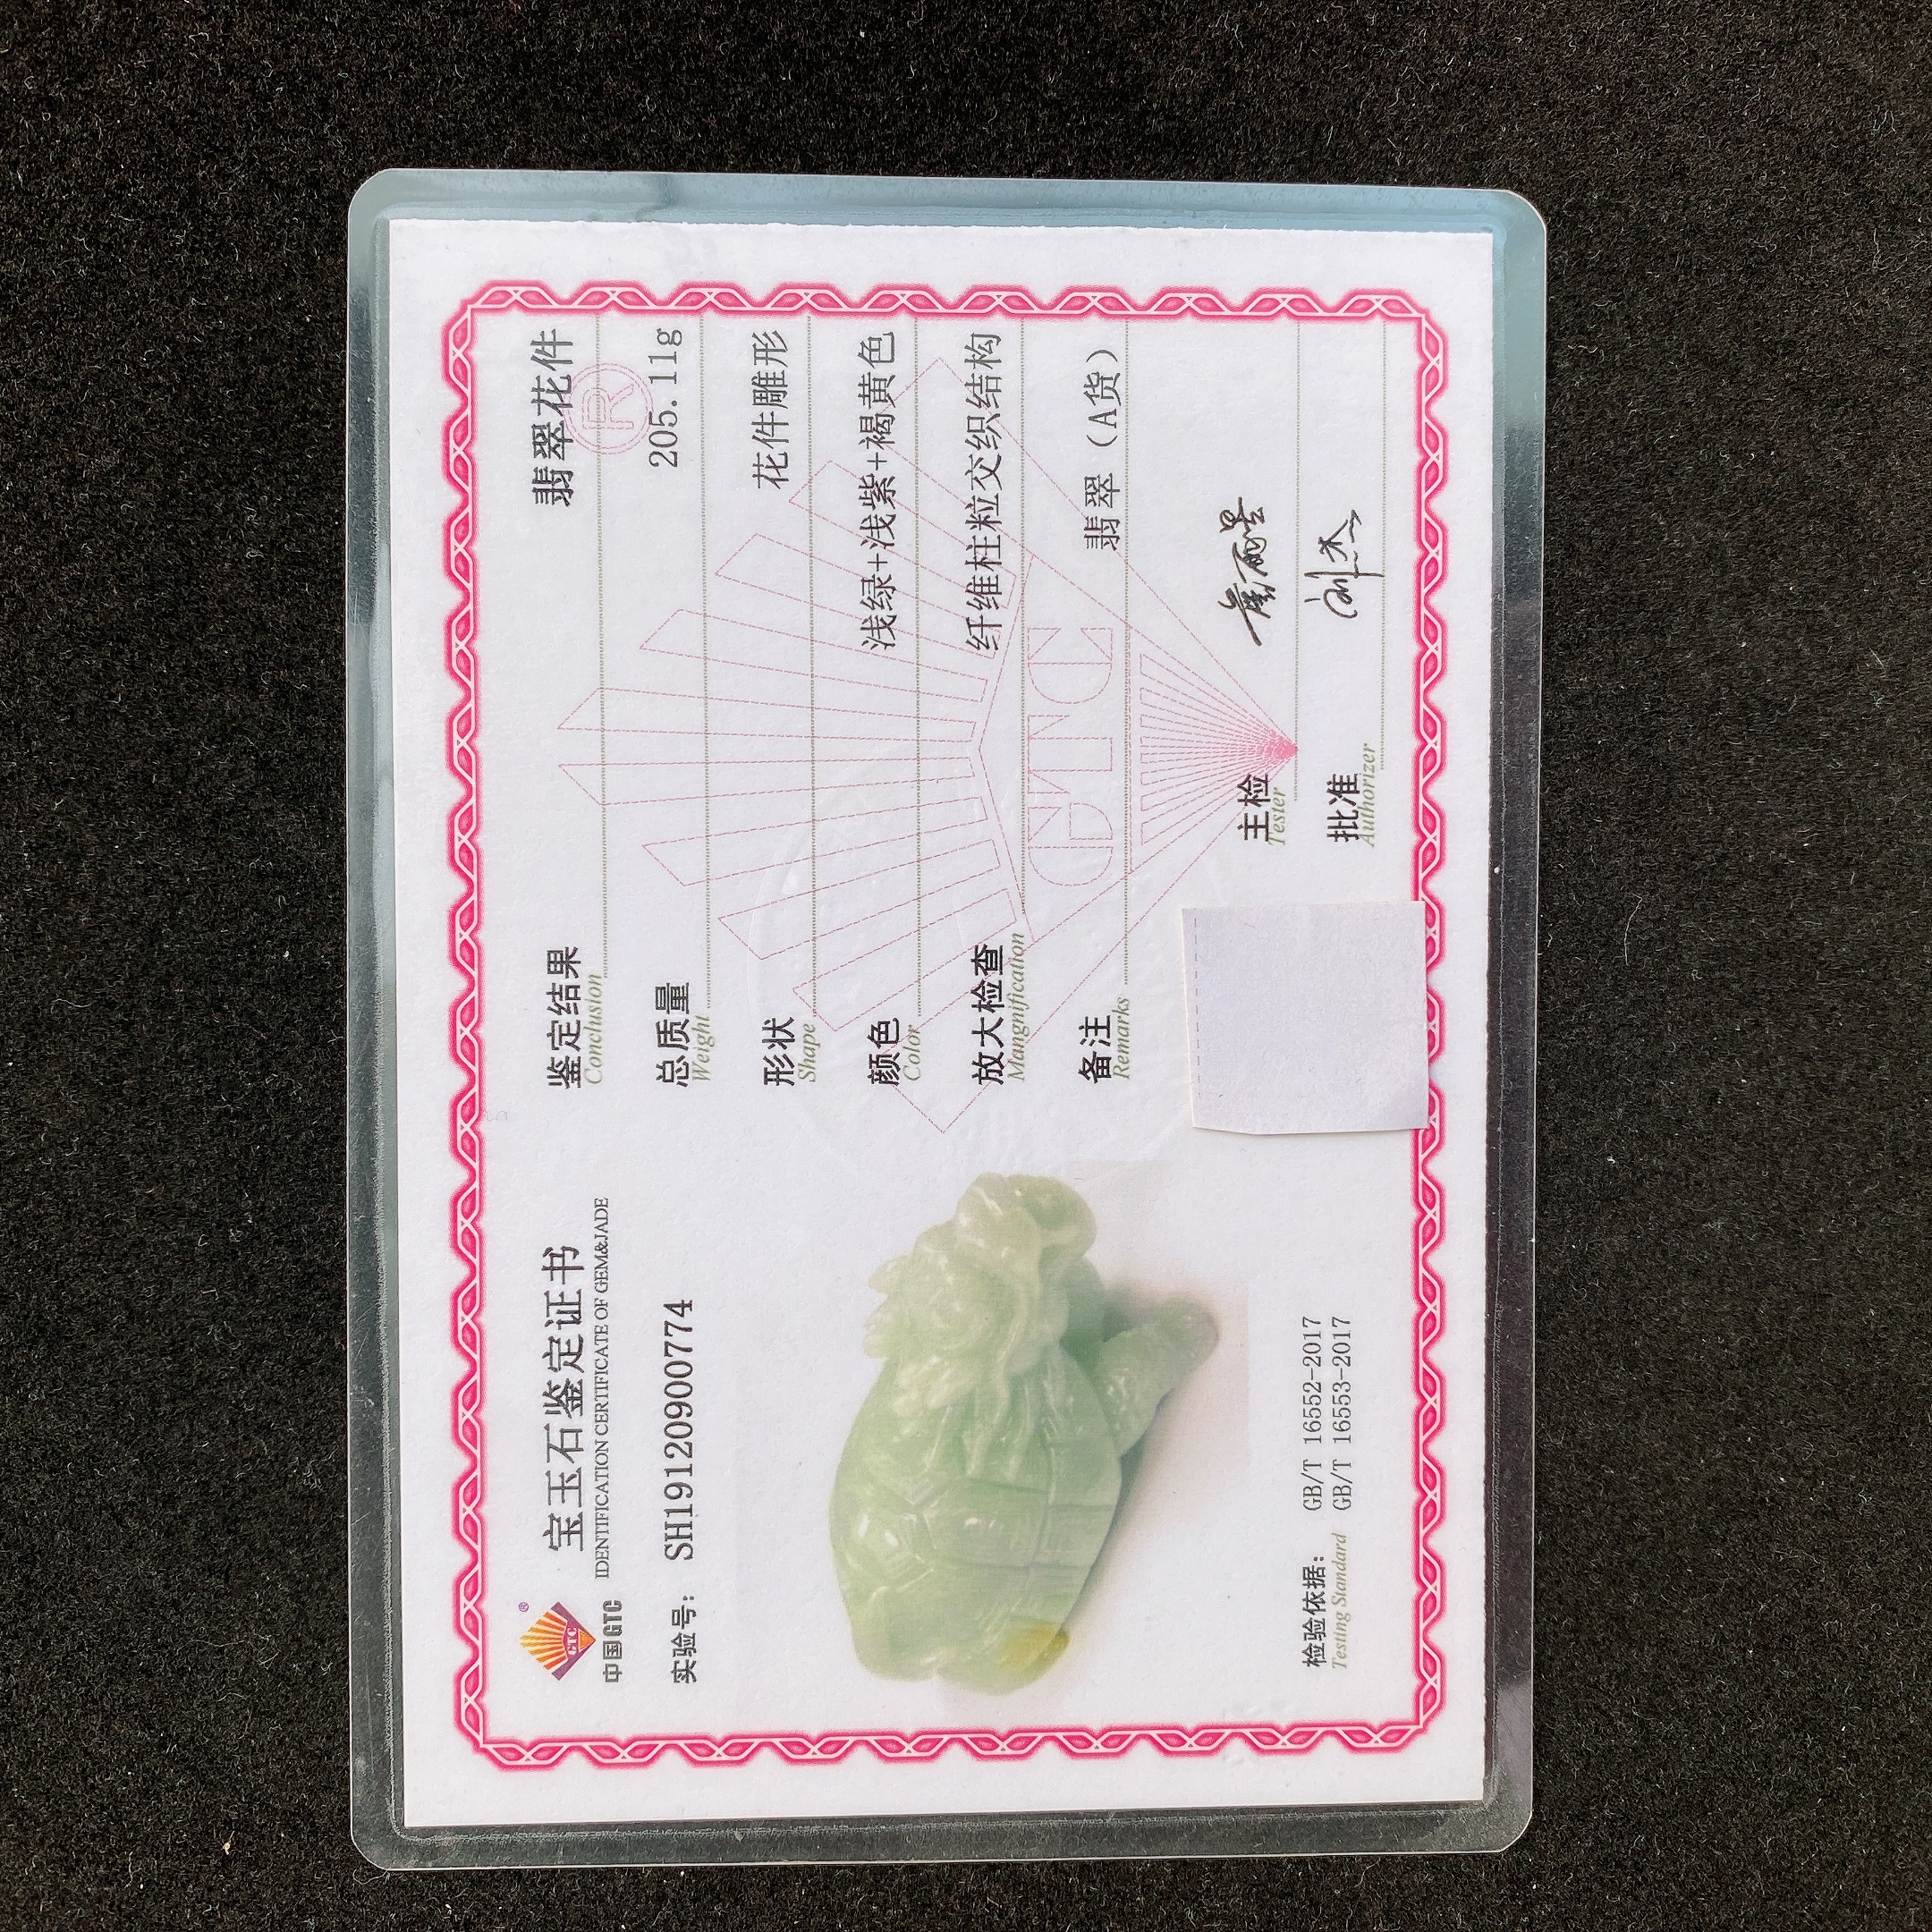 GTC
®
中国GTC
宝玉石鉴定证书
IDENTIFICATION CERTIFICATE OF GEM&JADE
实验号： SH191209900774
检验依据： GB/T 16552-2017
Testing Standard GB/T 16553-2017
鉴定结果 翡翠花件
Conclusion
R
总质量 205.11g
Weight
形状 花件雕形
Shape
颜色 浅绿+浅紫+褐黄色
Color
放大检查 纤维柱粒交织结构
Mangnification
GTC
备注 翡翠（A货）
Remarks
主检
Tester
批准
Authorizer